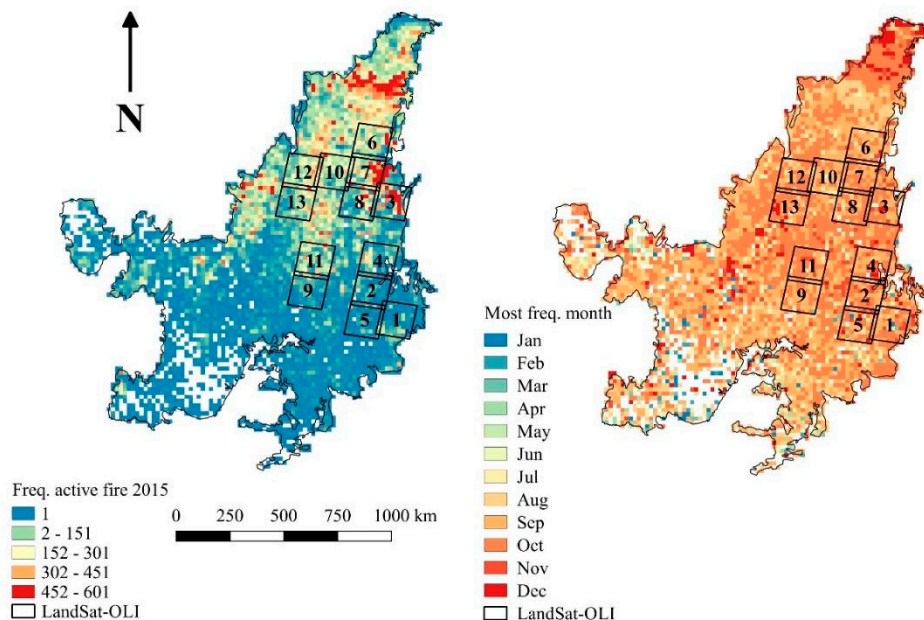 N
6
12
10
7
13
8
3
11
4
9
2
5
1
Freq. active fire 2015
1
2 - 151
152 - 301
302 - 451
452 - 601
LandSat-OLI
0 250 500 750 1000 km
6
12
10
7
13
8
3
11
4
9
2
5
1
Most freq. month
Jan
Feb
Mar
Apr
May
Jun
Jul
Aug
Sep
Oct
Nov
Dec
LandSat-OLI